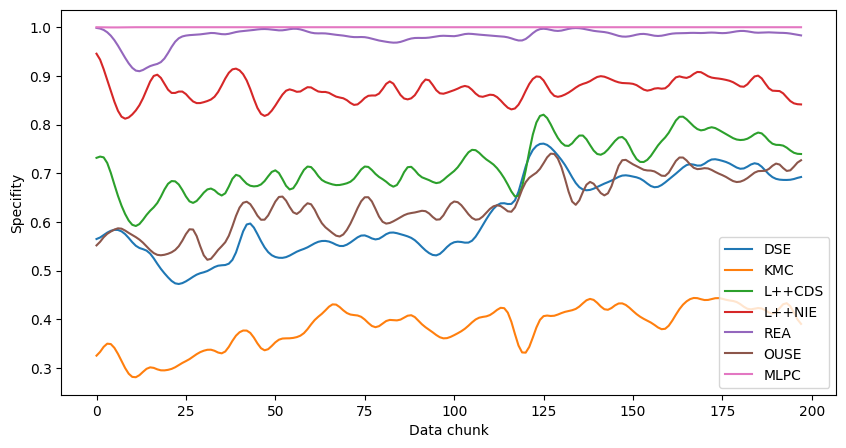 1.0
0.9
0.8
0.7
0.6
0.5
0.4
0.3
Specifity
0
25
50
75
100
125
150
175
200
Data chunk
DSE
KMC
L++CDS
L++NIE
REA
OUSE
MLPC